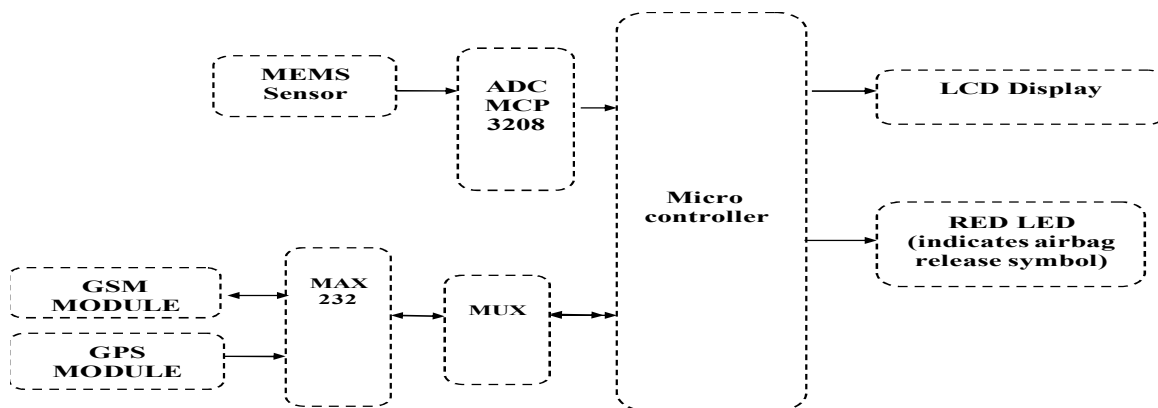 MEMS
Sensor
ADC
MCP
3208
LCD Display
Micro
controller
RED LED
(indicates airbag
release symbol)
GSM
MODULE
MAX
232
MUX
GPS
MODULE